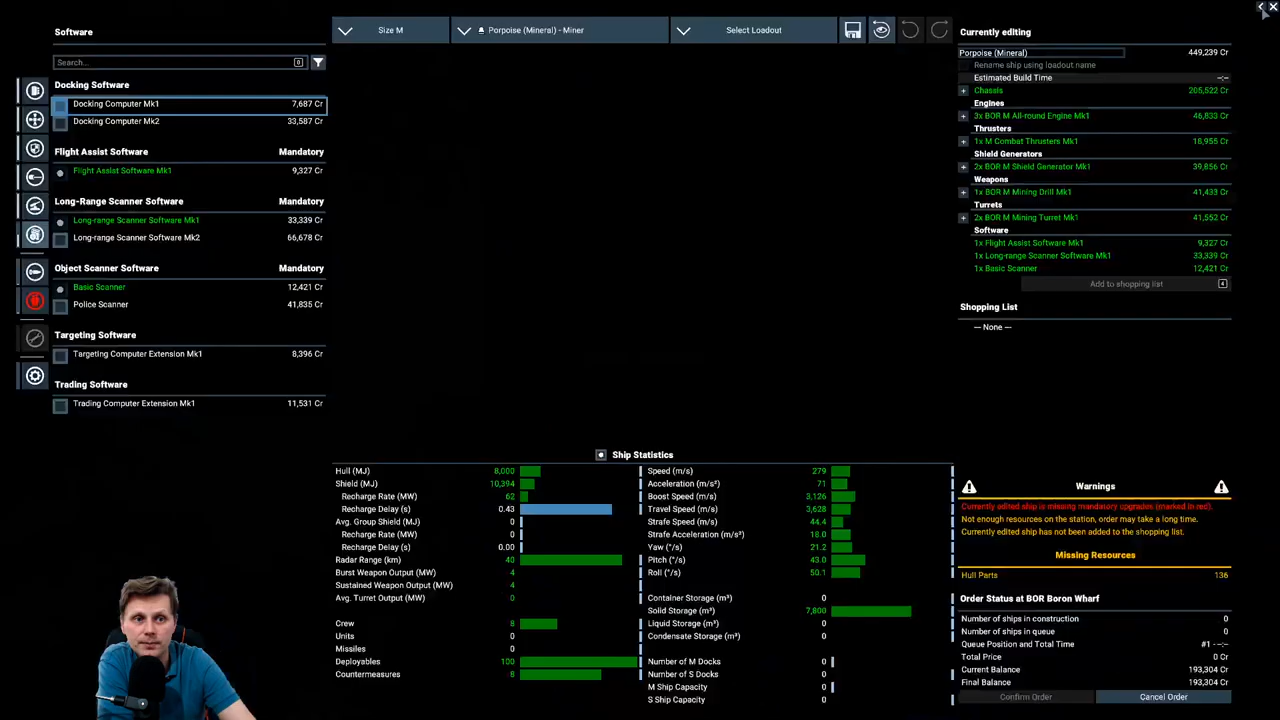 Software
Size M
Porpoise (Mineral) - Miner
Select Loadout
Search...
0
Docking Software
Docking Computer Mk1 7,687 Cr
Docking Computer Mk2 33,587 Cr
Flight Assist Software Mandatory
Flight Assist Software Mk1 9,327 Cr
Long-Range Scanner Software Mandatory
Long-range Scanner Software Mk1 33,339 Cr
Long-range Scanner Software Mk2 66,678 Cr
Object Scanner Software Mandatory
Basic Scanner 12,421 Cr
Police Scanner 41,835 Cr
Targeting Software
Targeting Computer Extension Mk1 8,396 Cr
Trading Software
Trading Computer Extension Mk1 11,531 Cr
Ship Statistics
Hull (MJ) 8,000
Shield (MJ) 10,394
Recharge Rate (MW) 62
Recharge Delay (s) 0.43
Avg. Group Shield (MJ) 0
Recharge Rate (MW) 0
Recharge Delay (s) 0.00
Radar Range (km) 40
Burst Weapon Output (MW) 4
Sustained Weapon Output (MW) 4
Avg. Turret Output (MW) 0
Crew 8
Units 0
Missiles 0
Deployables 100
Countermeasures 8
Speed (m/s) 279
Acceleration (m/s²) 71
Boost Speed (m/s) 3,126
Travel Speed (m/s) 3,628
Strafe Speed (m/s) 44.4
Strafe Acceleration (m/s²) 18.0
Yaw (°/s) 21.2
Pitch (°/s) 43.0
Roll (°/s) 50.1
Container Storage (m³) 0
Solid Storage (m³) 7,800
Liquid Storage (m³) 0
Condensate Storage (m³) 0
Number of M Docks 0
Number of S Docks 0
M Ship Capacity 0
S Ship Capacity 0
Currently editing
Porpoise (Mineral) 449,239 Cr
Rename ship using loadout name
Estimated Build Time --:--
Chassis 205,522 Cr
Engines
3x BOR M All-round Engine Mk1 46,833 Cr
Thrusters
1x M Combat Thrusters Mk1 18,955 Cr
Shield Generators
2x BOR M Shield Generator Mk1 39,856 Cr
Weapons
1x BOR M Mining Drill Mk1 41,433 Cr
Turrets
2x BOR M Mining Turret Mk1 41,552 Cr
Software
1x Flight Assist Software Mk1 9,327 Cr
1x Long-range Scanner Software Mk1 33,339 Cr
1x Basic Scanner 12,421 Cr
Add to shopping list 4
Shopping List
— None —
Warnings
Currently edited ship is missing mandatory upgrades (marked in red).
Not enough resources on the station, order may take a long time.
Currently edited ship has not been added to the shopping list.
Missing Resources
Hull Parts 136
Order Status at BOR Boron Wharf
Number of ships in construction 0
Number of ships in queue 0
Queue Position and Total Time #1 - --:--
Total Price 0 Cr
Current Balance 193,304 Cr
Final Balance 193,304 Cr
Confirm Order
Cancel Order